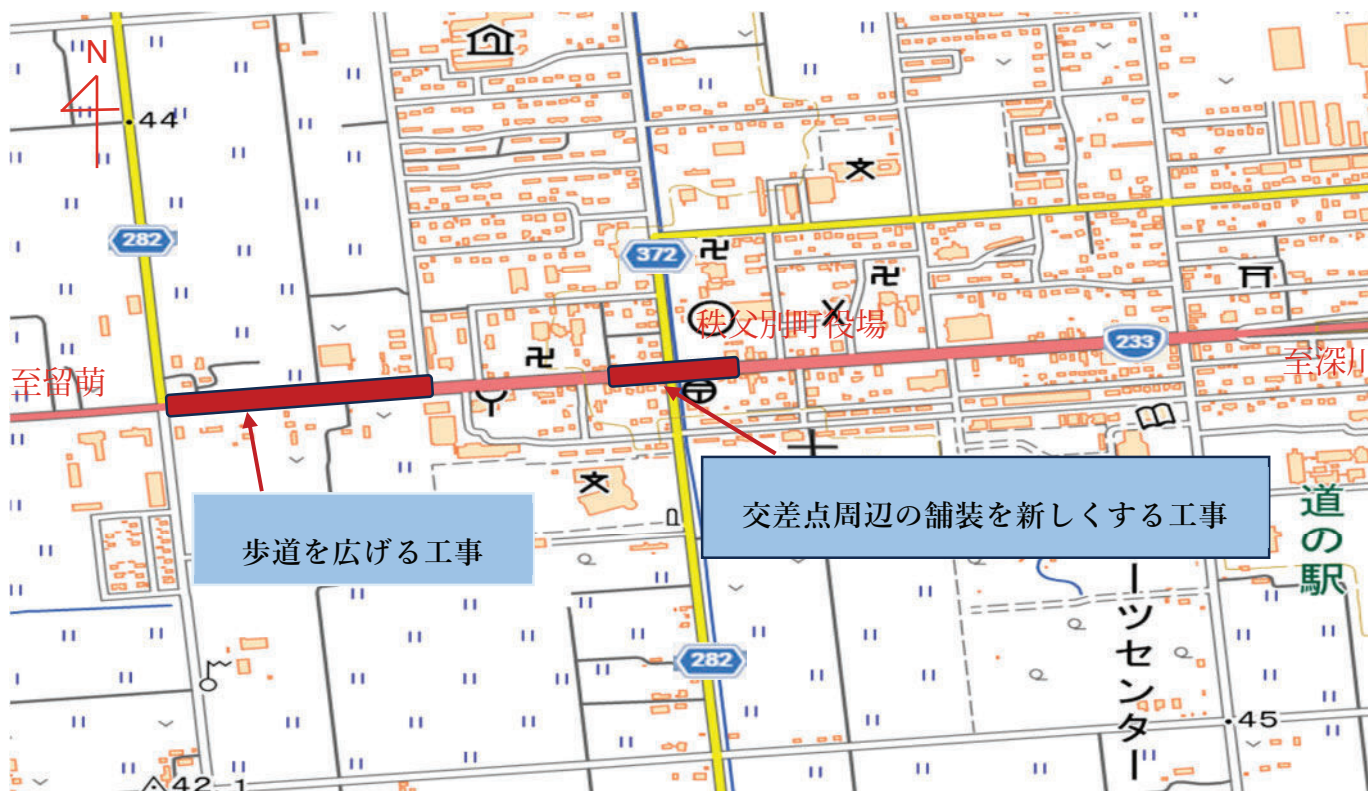 N
・44
282
372
秩父別町役場
233
至留萌
至深川
交差点周辺の舗装を新しくする工事
歩道を広げる工事
道の駅
ーツセンター
282
・45
42.1